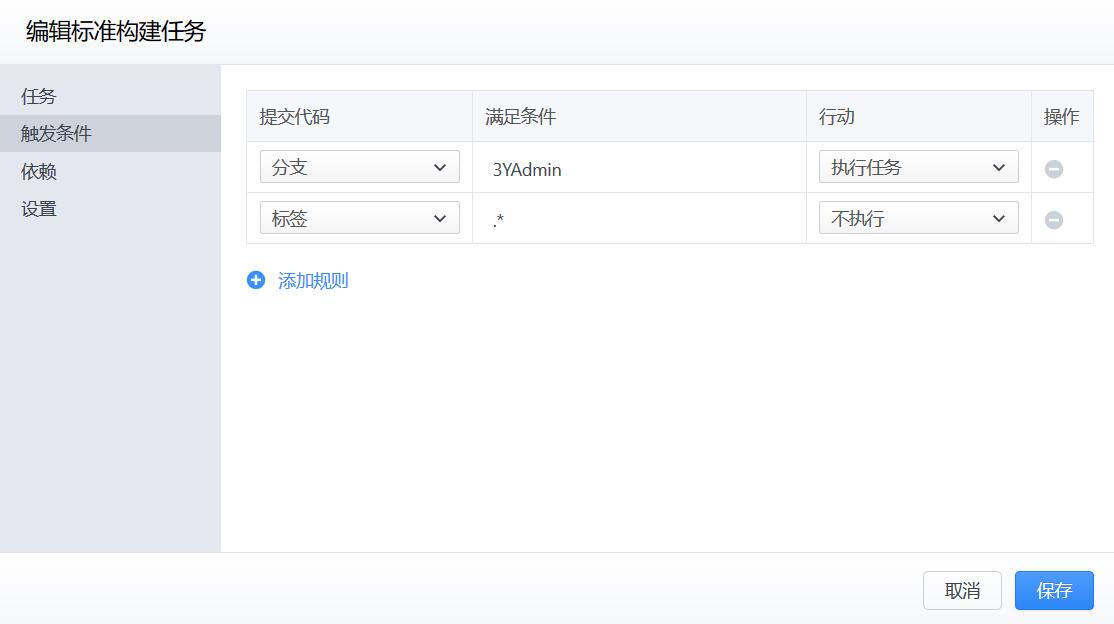 编辑标准构建任务
任务
触发条件
依赖
设置
提交代码 满足条件 行动 操作
分支 3YAdmin 执行任务
标签 .* 不执行
添加规则
取消 保存